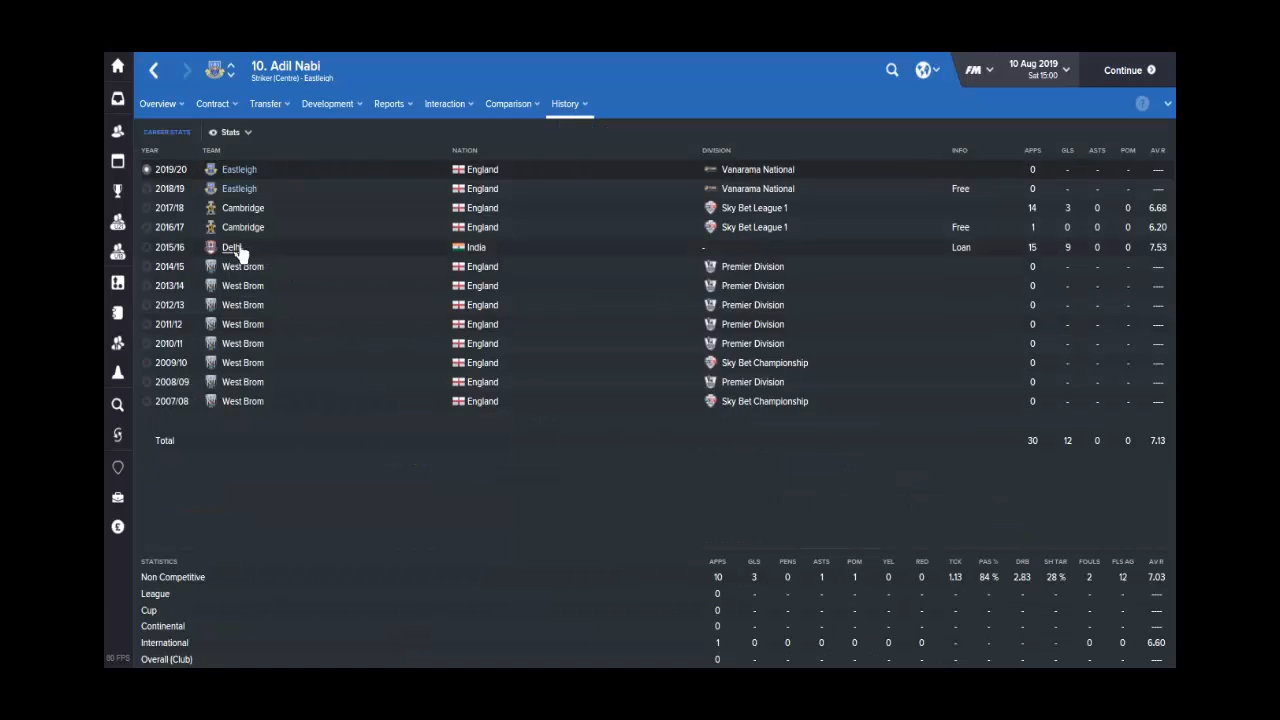 10. Adil Nabi
Striker (Centre) - Eastleigh
FM
10 Aug 2019
Sat 15:00
Continue
Overview Contract Transfer Development Reports Interaction Comparison History
?
CAREER STATS Stats
YEAR TEAM NATION DIVISION INFO APPS GLS ASTS POM AV R
2019/20 Eastleigh England Vanarama National 0 - - - ----
2018/19 Eastleigh England Vanarama National Free 0 - - - ----
2017/18 Cambridge England Sky Bet League 1 14 3 0 0 6.68
2016/17 Cambridge England Sky Bet League 1 Free 1 0 0 0 6.20
2015/16 Delhi India - Loan 15 9 0 0 7.53
2014/15 West Brom England Premier Division 0 - - - ----
2013/14 West Brom England Premier Division 0 - - - ----
2012/13 West Brom England Premier Division 0 - - - ----
2011/12 West Brom England Premier Division 0 - - - ----
2010/11 West Brom England Premier Division 0 - - - ----
2009/10 West Brom England Sky Bet Championship 0 - - - ----
2008/09 West Brom England Premier Division 0 - - - ----
2007/08 West Brom England Sky Bet Championship 0 - - - ----
Total 30 12 0 0 7.13
STATISTICS APPS GLS PENS ASTS POM YEL RED TCK PAS % DRB SH TAR FOULS FLS AG AV R
Non Competitive 10 3 0 1 1 0 0 1.13 84 % 2.83 28 % 2 12 7.03
League 0 - - - - - - - - - - - - ----
Cup 0 - - - - - - - - - - - - ----
Continental 0 - - - - - - - - - - - - ----
International 1 0 0 0 0 0 0 0 0 6.60
Overall (Club) 0 - - - - - - - - - - - - ----
60 FPS